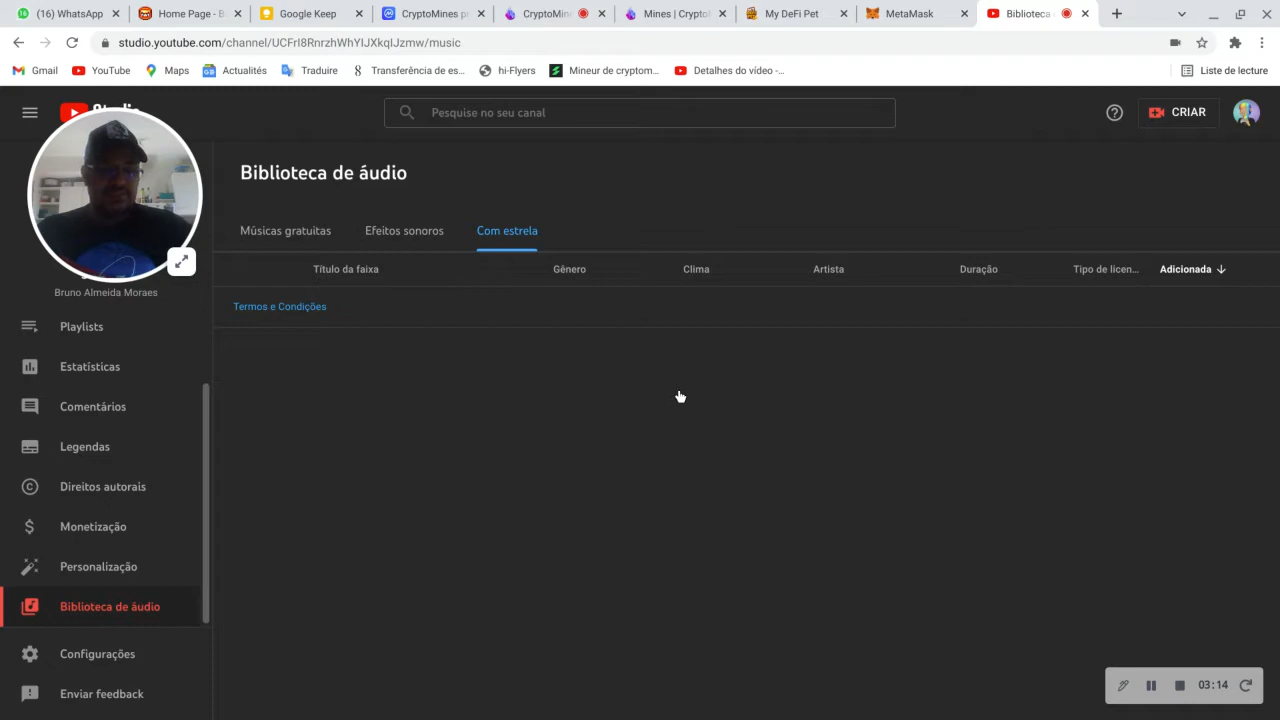 (16) WhatsApp
Home Page - B
Google Keep
CryptoMines p
CryptoMine
Mines | Cryptol
My DeFi Pet
MetaMask
Biblioteca
studio.youtube.com/channel/UCFrI8RnrzhWhYIJXkqIJzmw/music
Gmail
YouTube
Maps
Actualités
Traduire
Transferência de es...
hi-Flyers
Mineur de cryptom...
Detalhes do vídeo -...
Liste de lecture
Pesquise no seu canal
CRIAR
Biblioteca de áudio
Músicas gratuitas
Efeitos sonoros
Com estrela
Título da faixa
Gênero
Clima
Artista
Duração
Tipo de licen...
Adicionada
Termos e Condições
Bruno Almeida Moraes
Playlists
Estatísticas
Comentários
Legendas
Direitos autorais
Monetização
Personalização
Biblioteca de áudio
Configurações
Enviar feedback
03:14